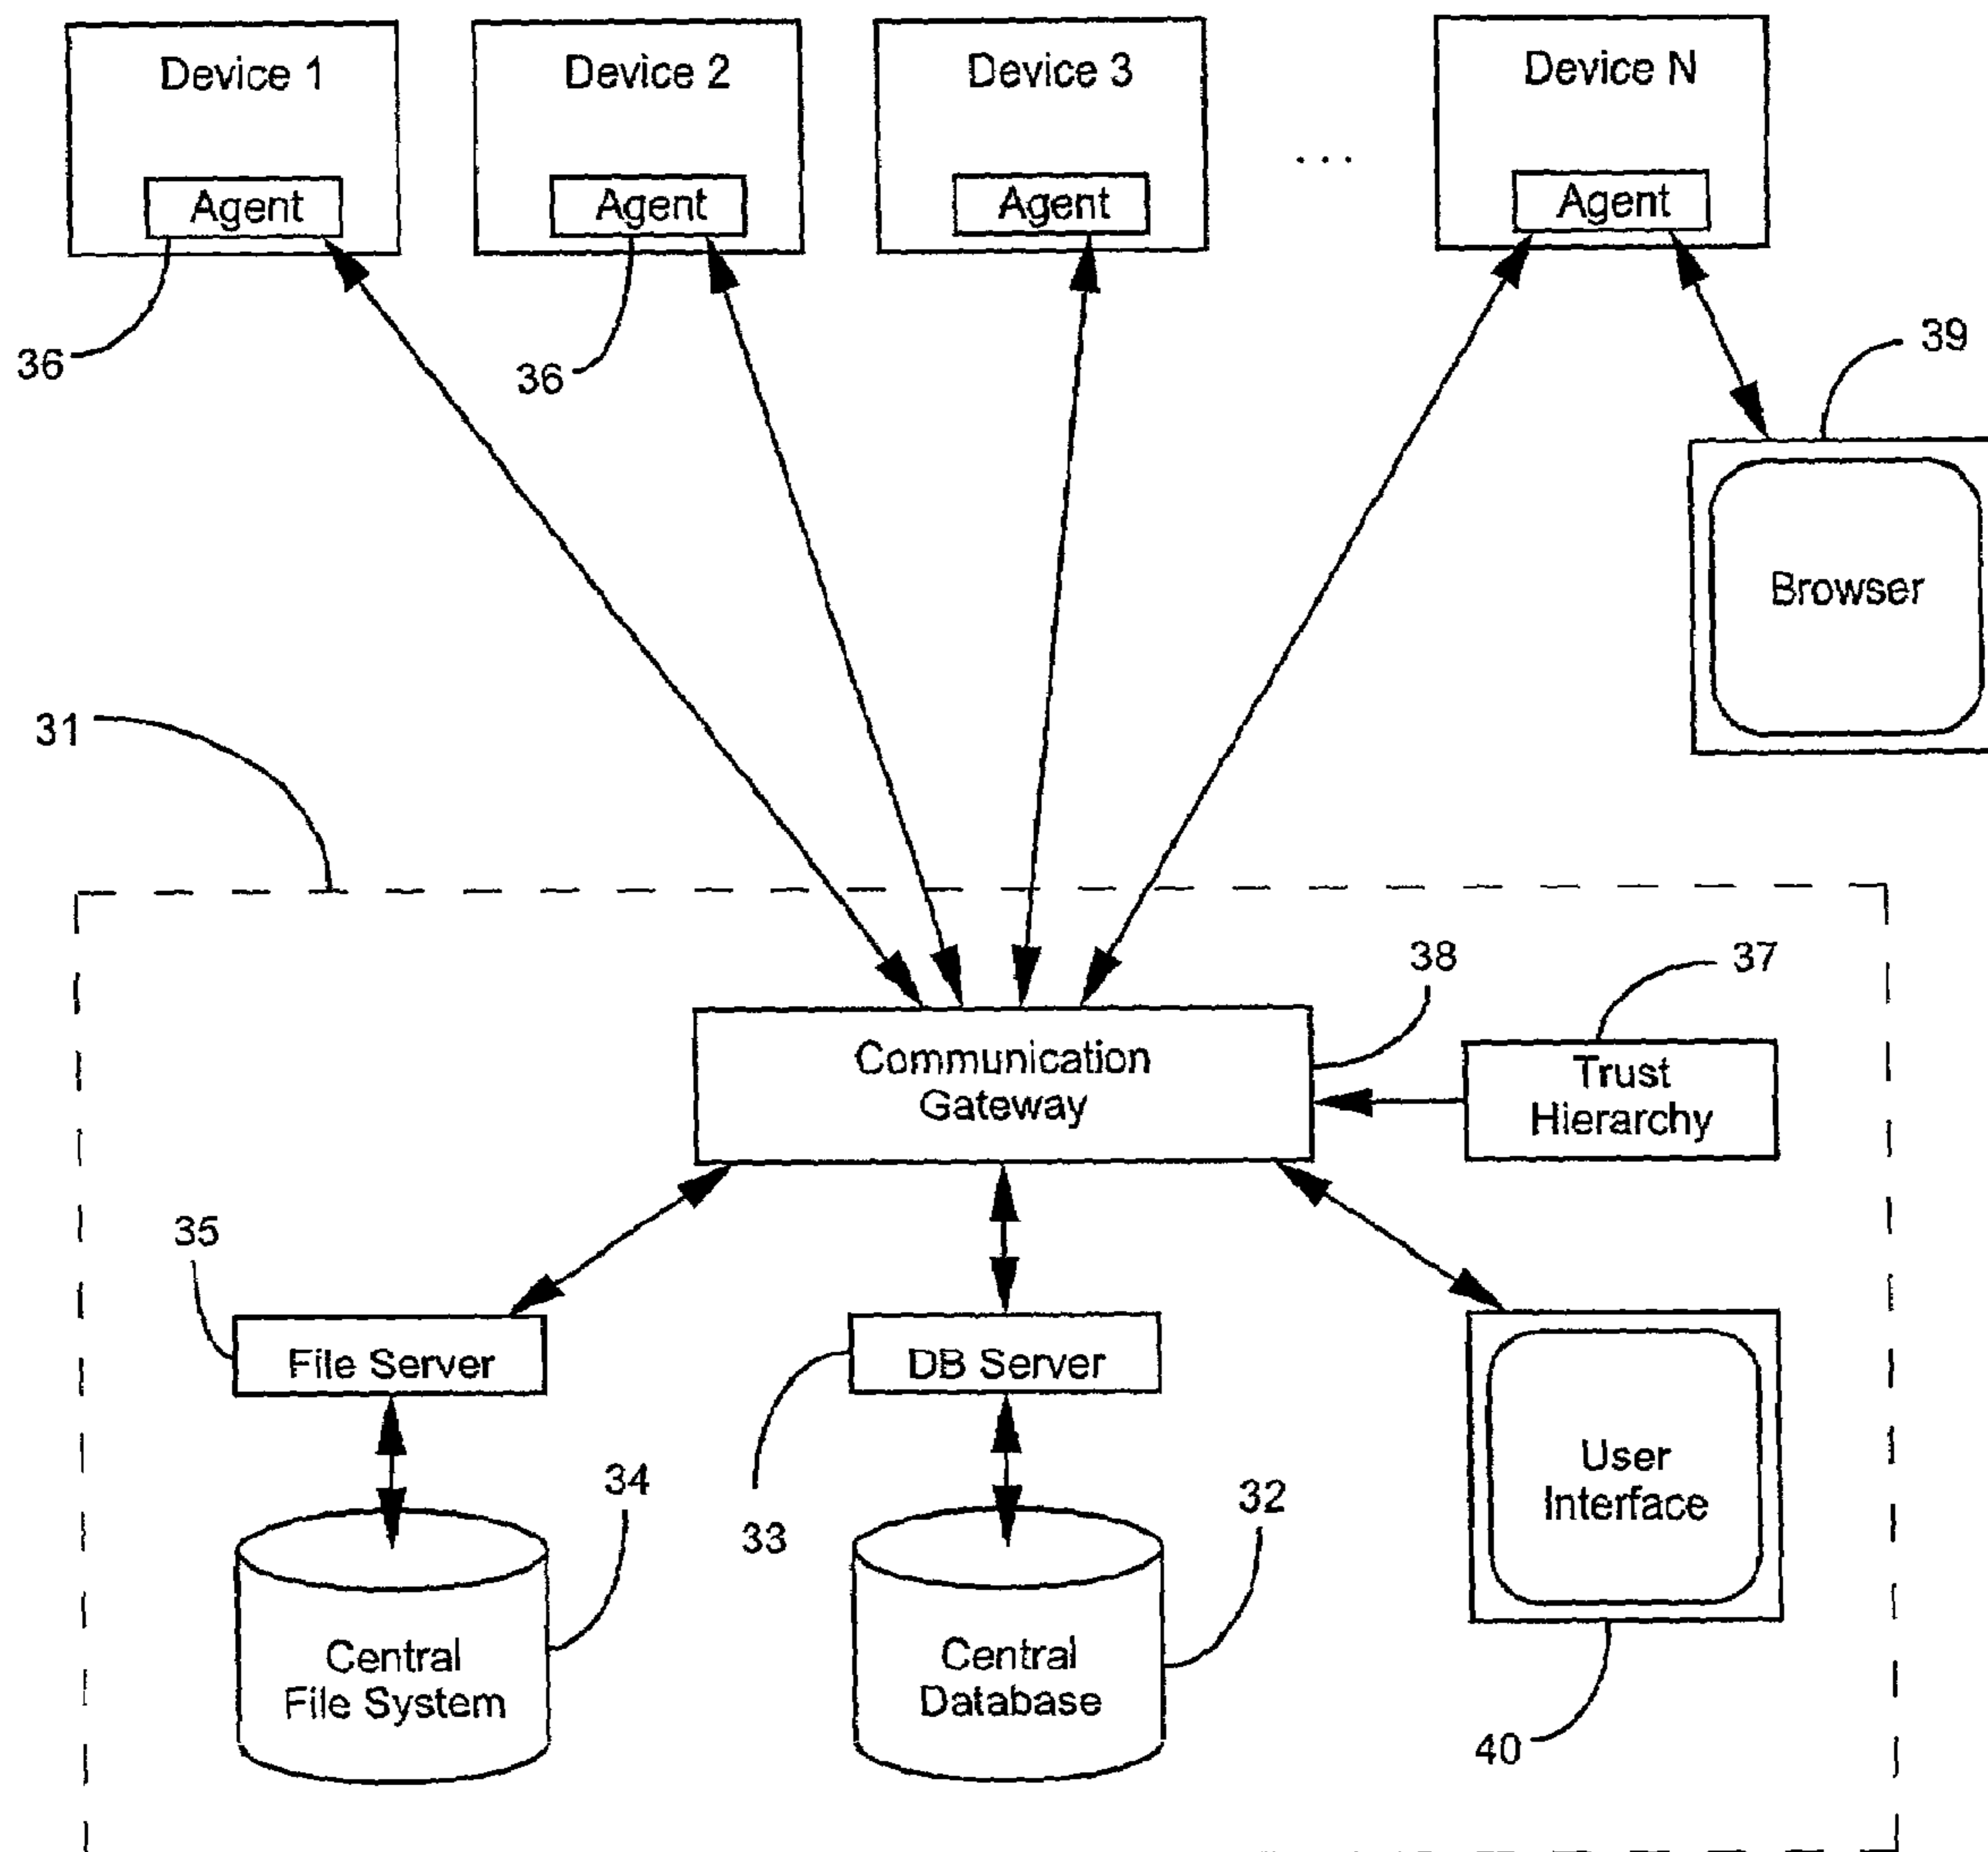 Device 1
Device 2
Device 3
Device N
...
Agent
Agent
Agent
Agent
36
36
39
Browser
31
38
37
Communication
Gateway
Trust
Hierarchy
35
File Server
DB Server
34
33
32
User
Interface
Central
File System
Central
Database
40